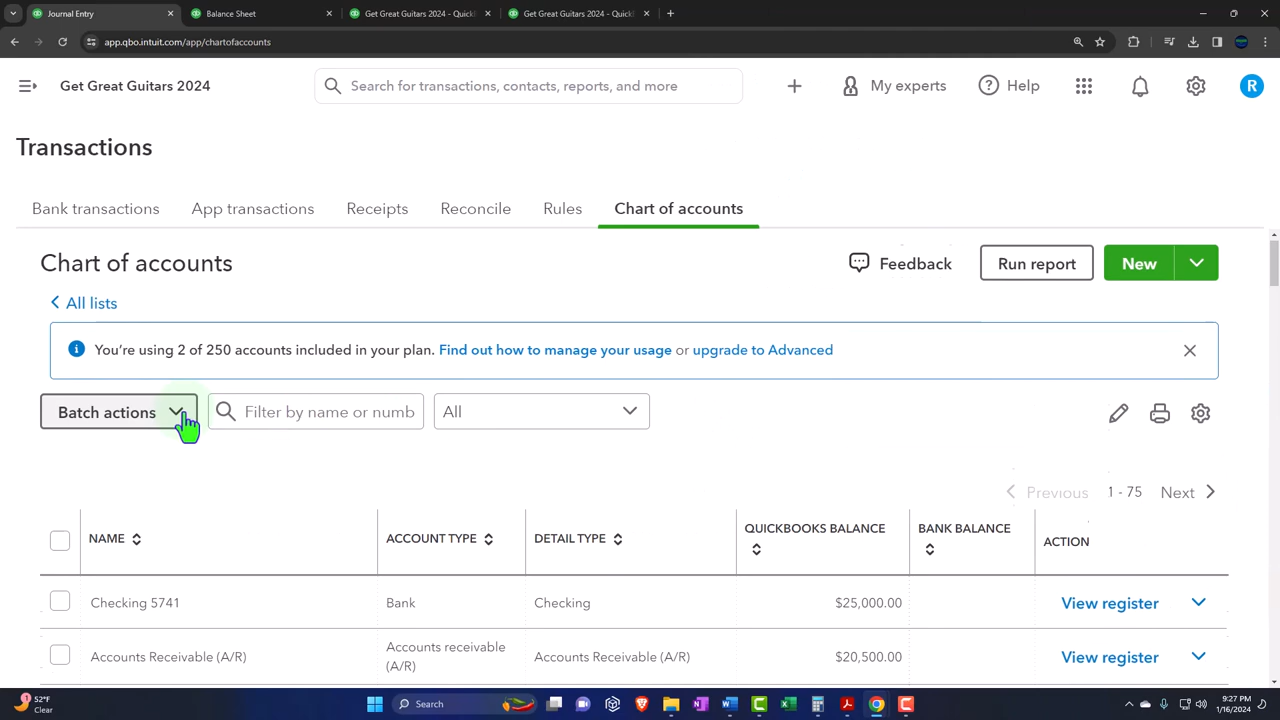 Journal Entry
Balance Sheet
Get Great Guitars 2024 - QuickB
Get Great Guitars 2024 - QuickB
app.qbo.intuit.com/app/chartofaccounts
Get Great Guitars 2024
Search for transactions, contacts, reports, and more
My experts
Help
R
Transactions
Bank transactions
App transactions
Receipts
Reconcile
Rules
Chart of accounts
Chart of accounts
Feedback
Run report
New
All lists
You're using 2 of 250 accounts included in your plan. Find out how to manage your usage or upgrade to Advanced
Batch actions
Filter by name or numb
All
Previous 1 - 75 Next
NAME
ACCOUNT TYPE
DETAIL TYPE
QUICKBOOKS BALANCE
BANK BALANCE
ACTION
Checking 5741
Bank
Checking
$25,000.00
View register
Accounts Receivable (A/R)
Accounts receivable
(A/R)
Accounts Receivable (A/R)
$20,500.00
View register
52°F
Clear
Search
9:27 PM
1/16/2024